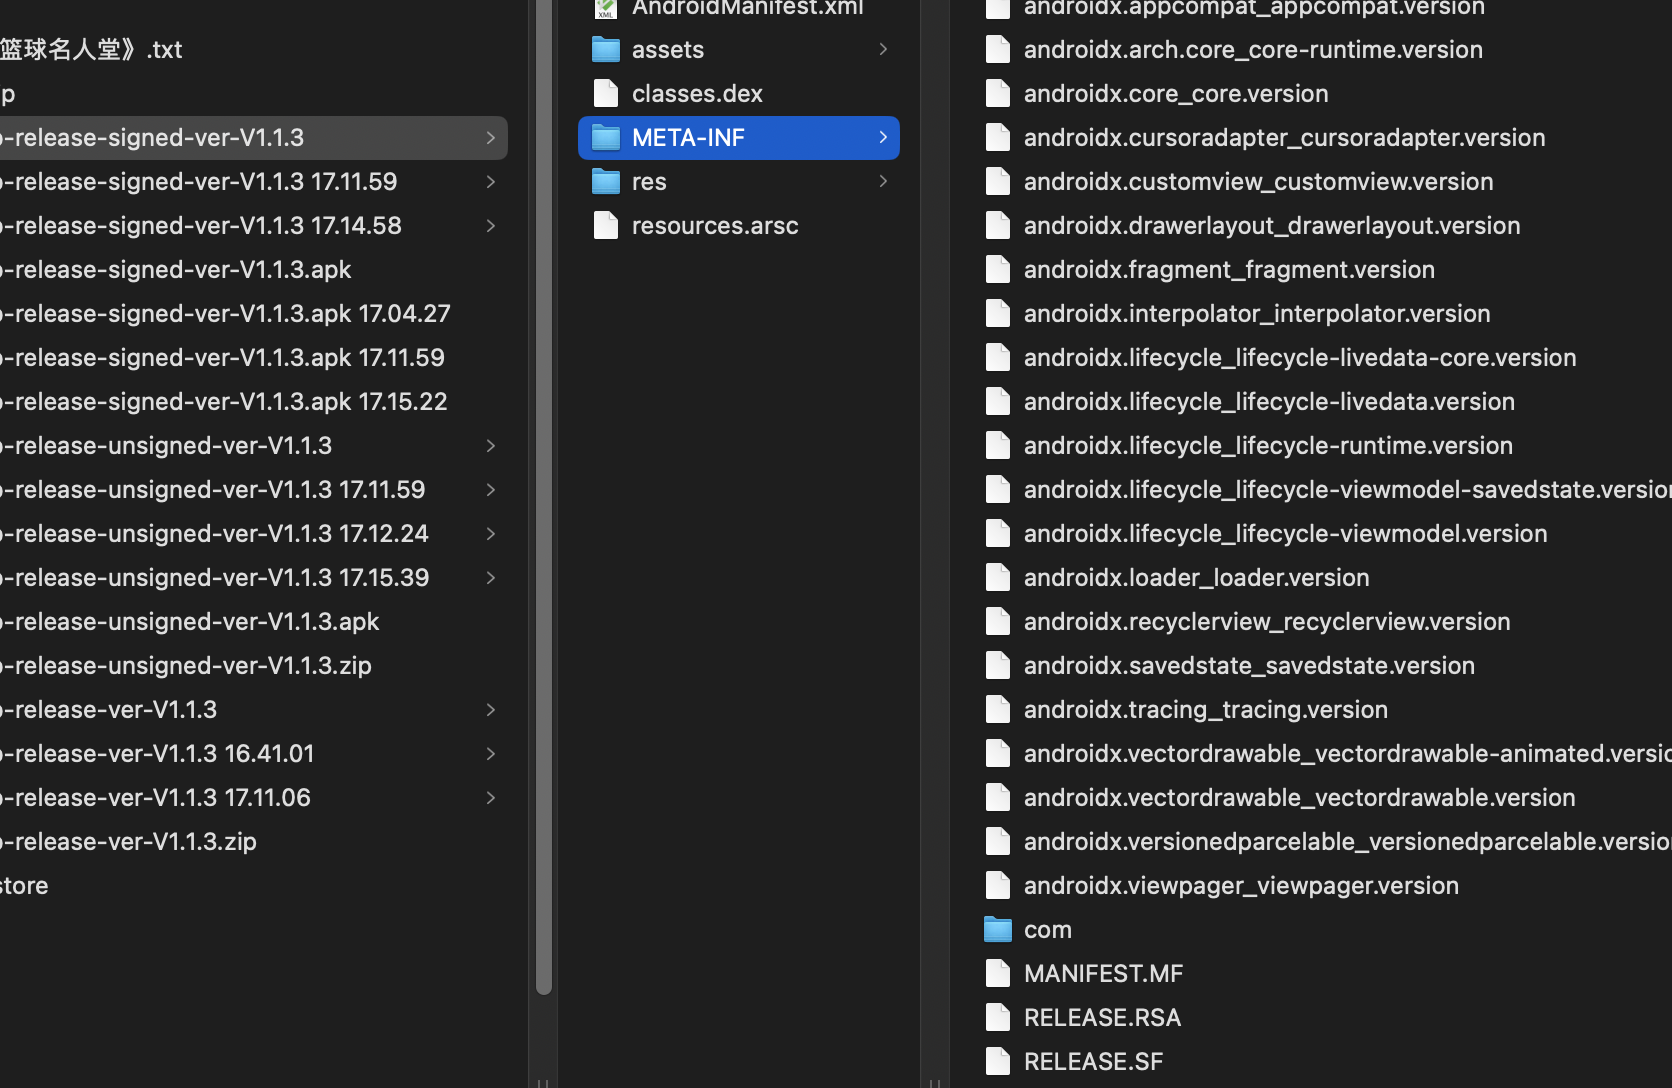 篮球名人堂》.txt
p
-release-signed-ver-V1.1.3
-release-signed-ver-V1.1.3 17.11.59
-release-signed-ver-V1.1.3 17.14.58
-release-signed-ver-V1.1.3.apk
-release-signed-ver-V1.1.3.apk 17.04.27
-release-signed-ver-V1.1.3.apk 17.11.59
-release-signed-ver-V1.1.3.apk 17.15.22
-release-unsigned-ver-V1.1.3
-release-unsigned-ver-V1.1.3 17.11.59
-release-unsigned-ver-V1.1.3 17.12.24
-release-unsigned-ver-V1.1.3 17.15.39
-release-unsigned-ver-V1.1.3.apk
-release-unsigned-ver-V1.1.3.zip
-release-ver-V1.1.3
-release-ver-V1.1.3 16.41.01
-release-ver-V1.1.3 17.11.06
-release-ver-V1.1.3.zip
store
AndroidManifest.xml
assets
classes.dex
META-INF
res
resources.arsc
androidx.appcompat_appcompat.version
androidx.arch.core_core-runtime.version
androidx.core_core.version
androidx.cursoradapter_cursoradapter.version
androidx.customview_customview.version
androidx.drawerlayout_drawerlayout.version
androidx.fragment_fragment.version
androidx.interpolator_interpolator.version
androidx.lifecycle_lifecycle-livedata-core.version
androidx.lifecycle_lifecycle-livedata.version
androidx.lifecycle_lifecycle-runtime.version
androidx.lifecycle_lifecycle-viewmodel-savedstate.version
androidx.lifecycle_lifecycle-viewmodel.version
androidx.loader_loader.version
androidx.recyclerview_recyclerview.version
androidx.savedstate_savedstate.version
androidx.tracing_tracing.version
androidx.vectordrawable_vectordrawable-animated.versio
androidx.vectordrawable_vectordrawable.version
androidx.versionedparcelable_versionedparcelable.versio
androidx.viewpager_viewpager.version
com
MANIFEST.MF
RELEASE.RSA
RELEASE.SF